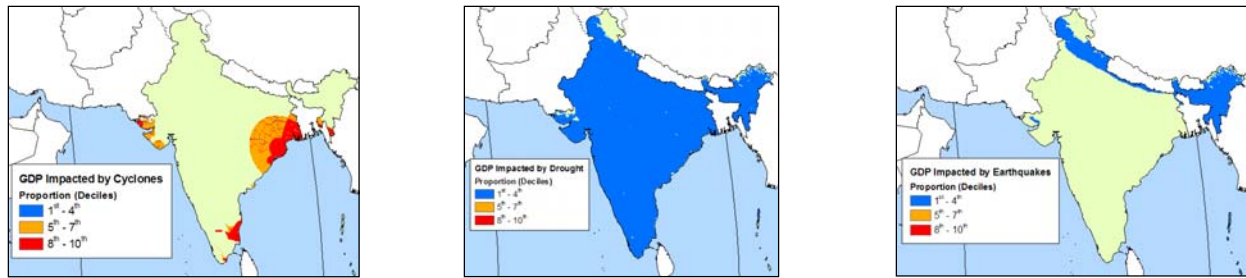 GDP Impacted by Cyclones
Proportion (Deciles)
1st - 4th
5th - 7th
8th - 10th
GDP Impacted by Drought
Proportion (Deciles)
1st - 4th
5th - 7th
8th - 10th
GDP Impacted by Earthquakes
Proportion (Deciles)
1st - 4th
5th - 7th
8th - 10th